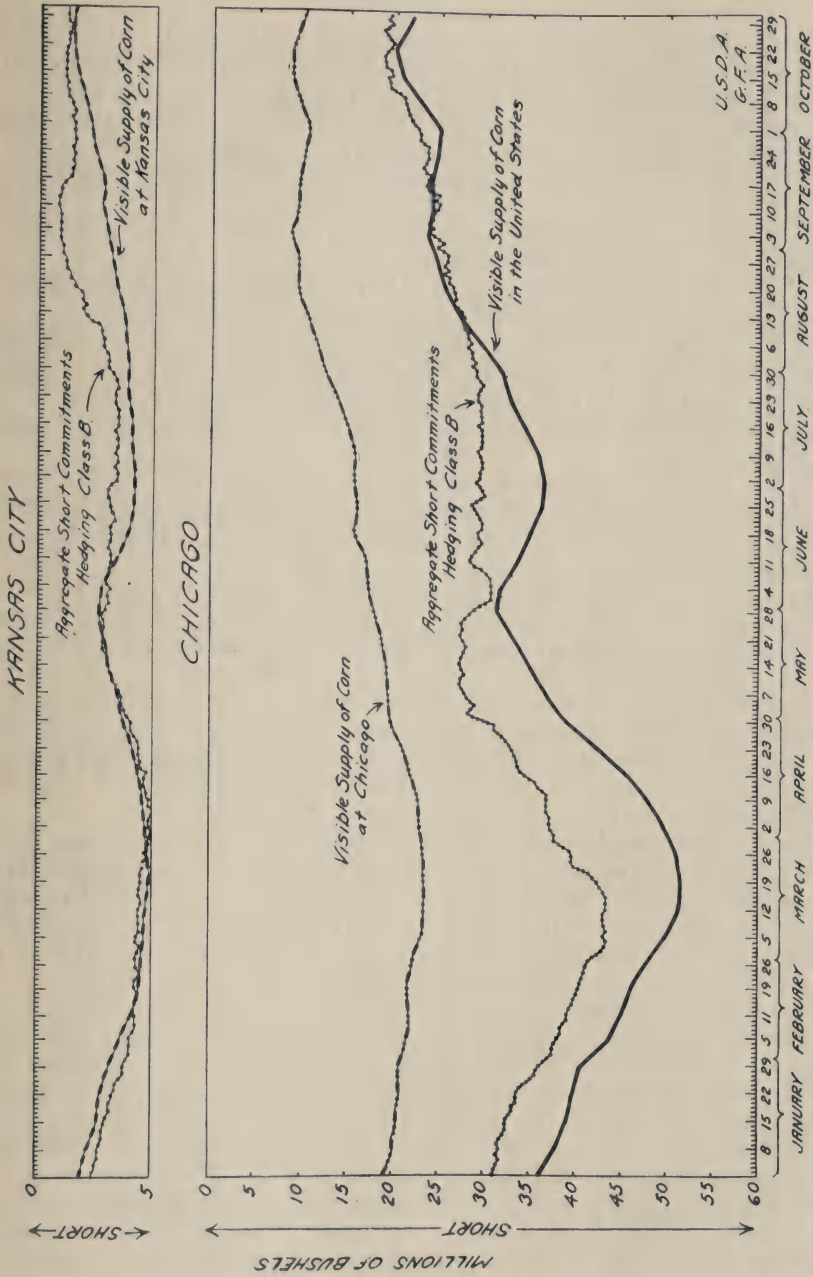 KANSAS CITY
0
5
←SHORT→
Aggregate Short Commitments
Hedging Class B.
Visible Supply of Corn
at Kansas City
CHICAGO
0
5
10
15
20
25
30
35
40
45
50
55
60
←SHORT→
MILLIONS OF BUSHELS
Visible Supply of Corn
at Chicago
Aggregate Short Commitments
Hedging Class B
Visible Supply of Corn
in the United States
U.S.D.A.
G.F.A.
8 15 22 29 5 11 19 26 5 12 19 26 2 9 16 23 30 7 14 21 28 4 11 18 25 2 9 16 23 30 6 13 20 27 3 10 17 24 1 8 15 22 29
JANUARY FEBRUARY MARCH APRIL MAY JUNE JULY AUGUST SEPTEMBER OCTOBER